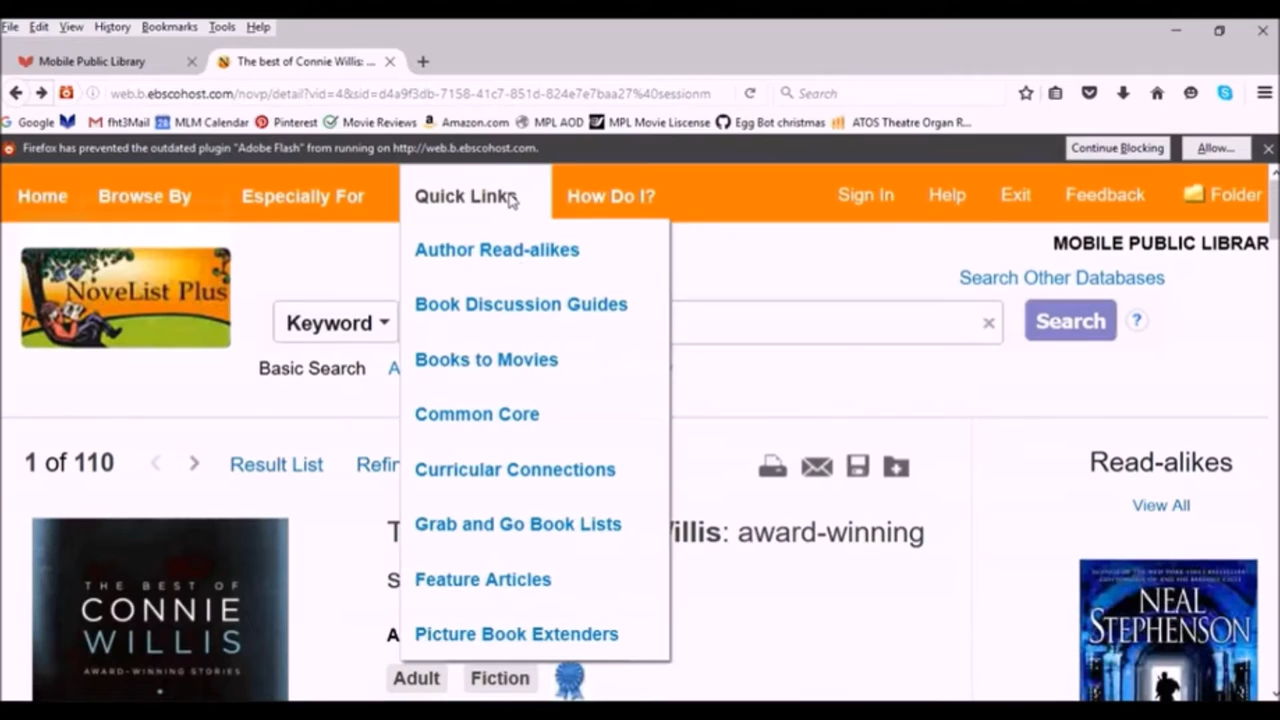 File Edit View History Bookmarks Tools Help
Mobile Public Library
The best of Connie Willis: ...
web.b.ebscohost.com/novp/detail?vid=4&sid=d4a9f3db-7158-41c7-851d-824e7e7baa27%40sessionm
Search
Google
fht3Mail
MLM Calendar
Pinterest
Movie Reviews
Amazon.com
MPL AOD
MPL Movie Liscense
Egg Bot christmas
ATOS Theatre Organ R...
Firefox has prevented the outdated plugin "Adobe Flash" from running on http://web.b.ebscohost.com.
Continue Blocking
Allow...
Home
Browse By
Especially For
Quick Links
How Do I?
Sign In
Help
Exit
Feedback
Folder
MOBILE PUBLIC LIBRAR
Search Other Databases
NoveList Plus
Keyword
Search
?
Basic Search
A
Author Read-alikes
Book Discussion Guides
Books to Movies
Common Core
Curricular Connections
Grab and Go Book Lists
Feature Articles
Picture Book Extenders
1 of 110
Result List
Refin
Read-alikes
View All
T
illis: award-winning
S
A
Adult
Fiction
THE BEST OF
CONNIE
WILLIS
AWARD-WINNING STORIES
NEAL
STEPHENSON